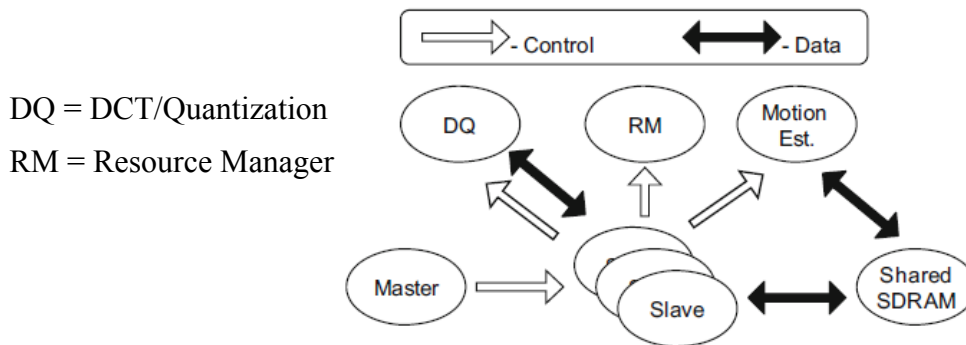 - Control
- Data
DQ = DCT/Quantization
RM = Resource Manager
DQ
RM
Motion
Est.
Master
Slave
Shared
SDRAM